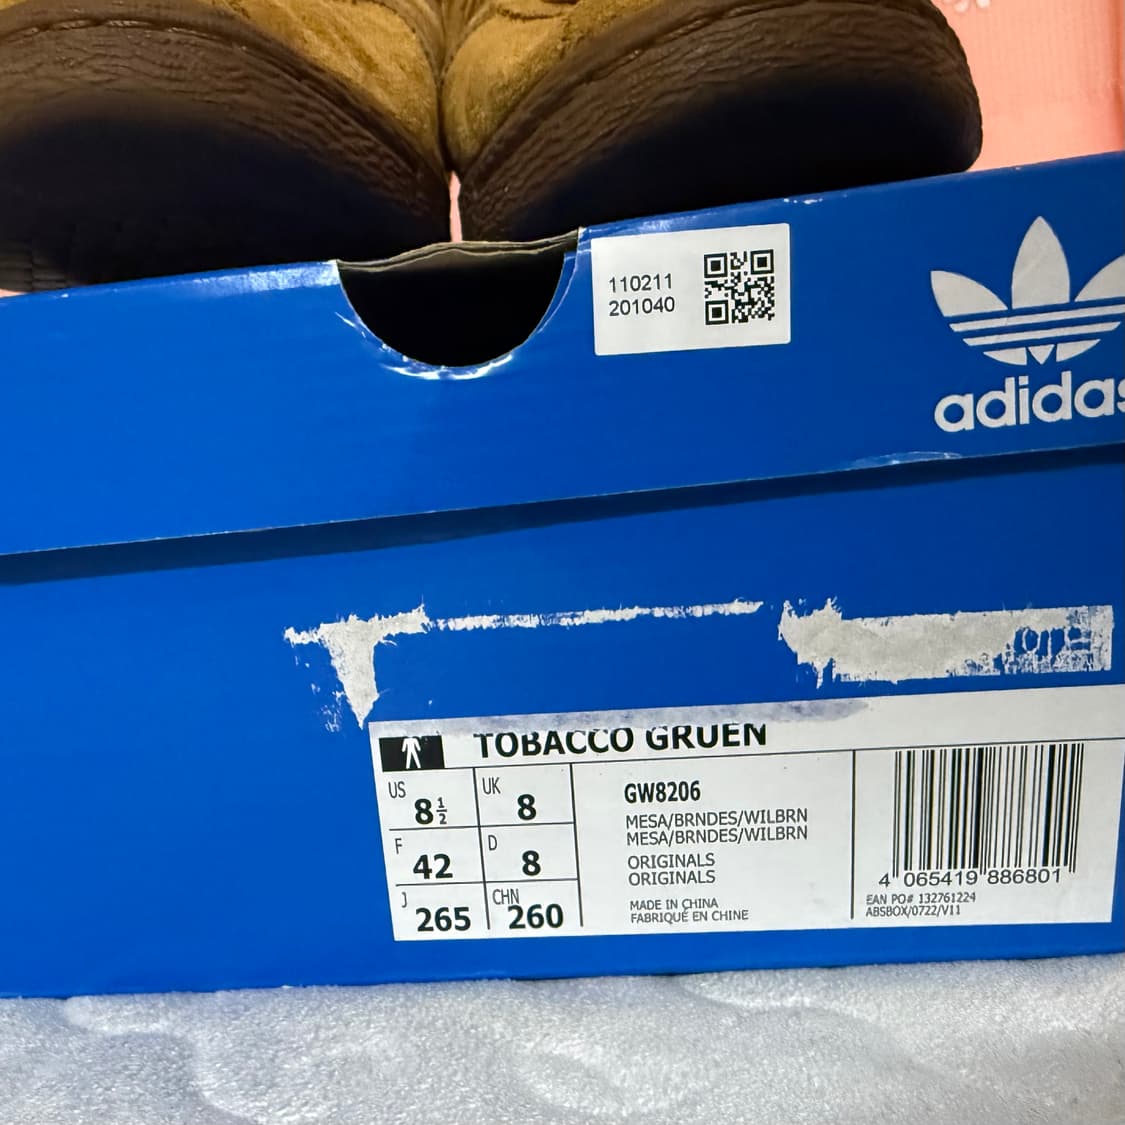 110211
201040
adidas
TOBACCO GRUEN
US 8½ UK 8
F 42 D 8
J 265 CHN 260
GW8206
MESA/BRNDES/WILBRN
MESA/BRNDES/WILBRN
ORIGINALS
ORIGINALS
MADE IN CHINA
FABRIQUÉ EN CHINE
4 065419 886801
EAN PO# 132761224
ABSBOX/0722/V11